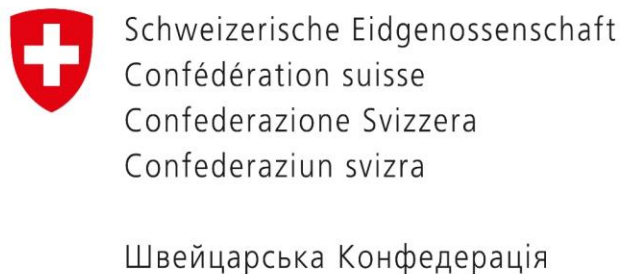 Schweizerische Eidgenossenschaft
Confédération suisse
Confederazione Svizzera
Confederaziun svizra
Швейцарська Конфедерація